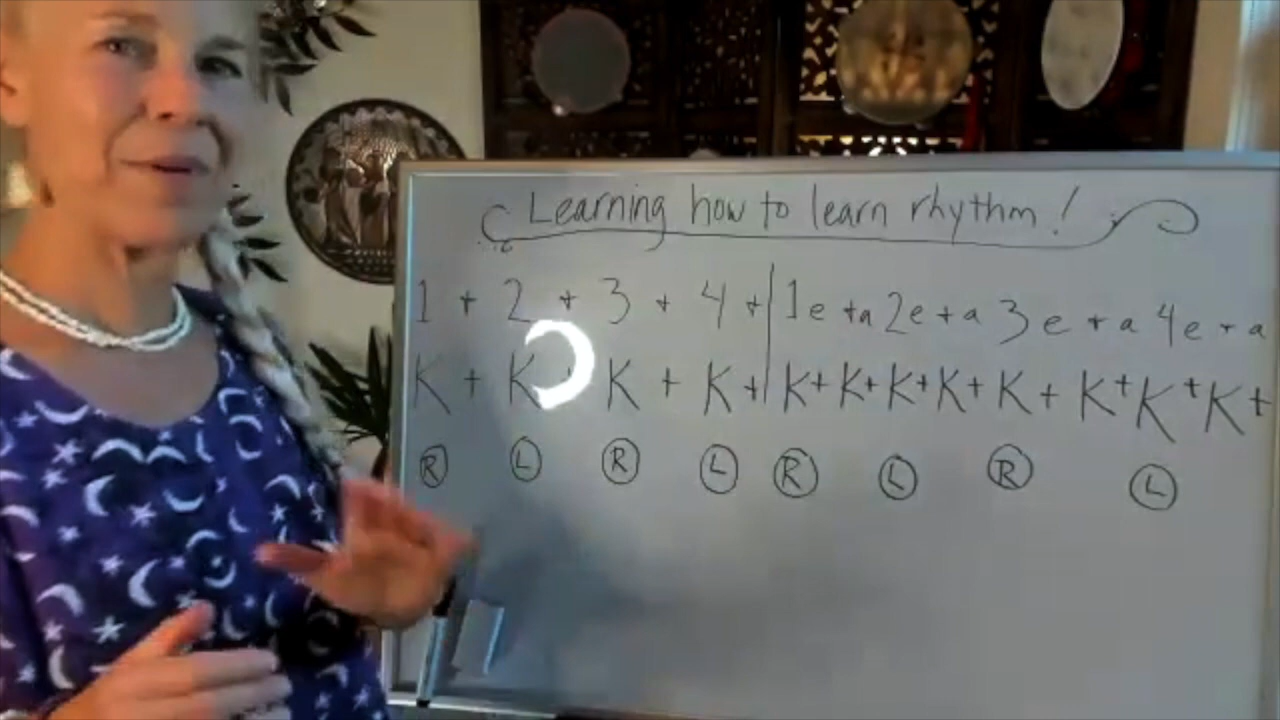 Learning how to learn rhythm!
1 + 2 + 3 + 4 + | 1 e + a 2 e + a 3 e + a 4 e + a
K + K + K + K + | K + K + K + K + K + K + K + K +
R L R L R L R L